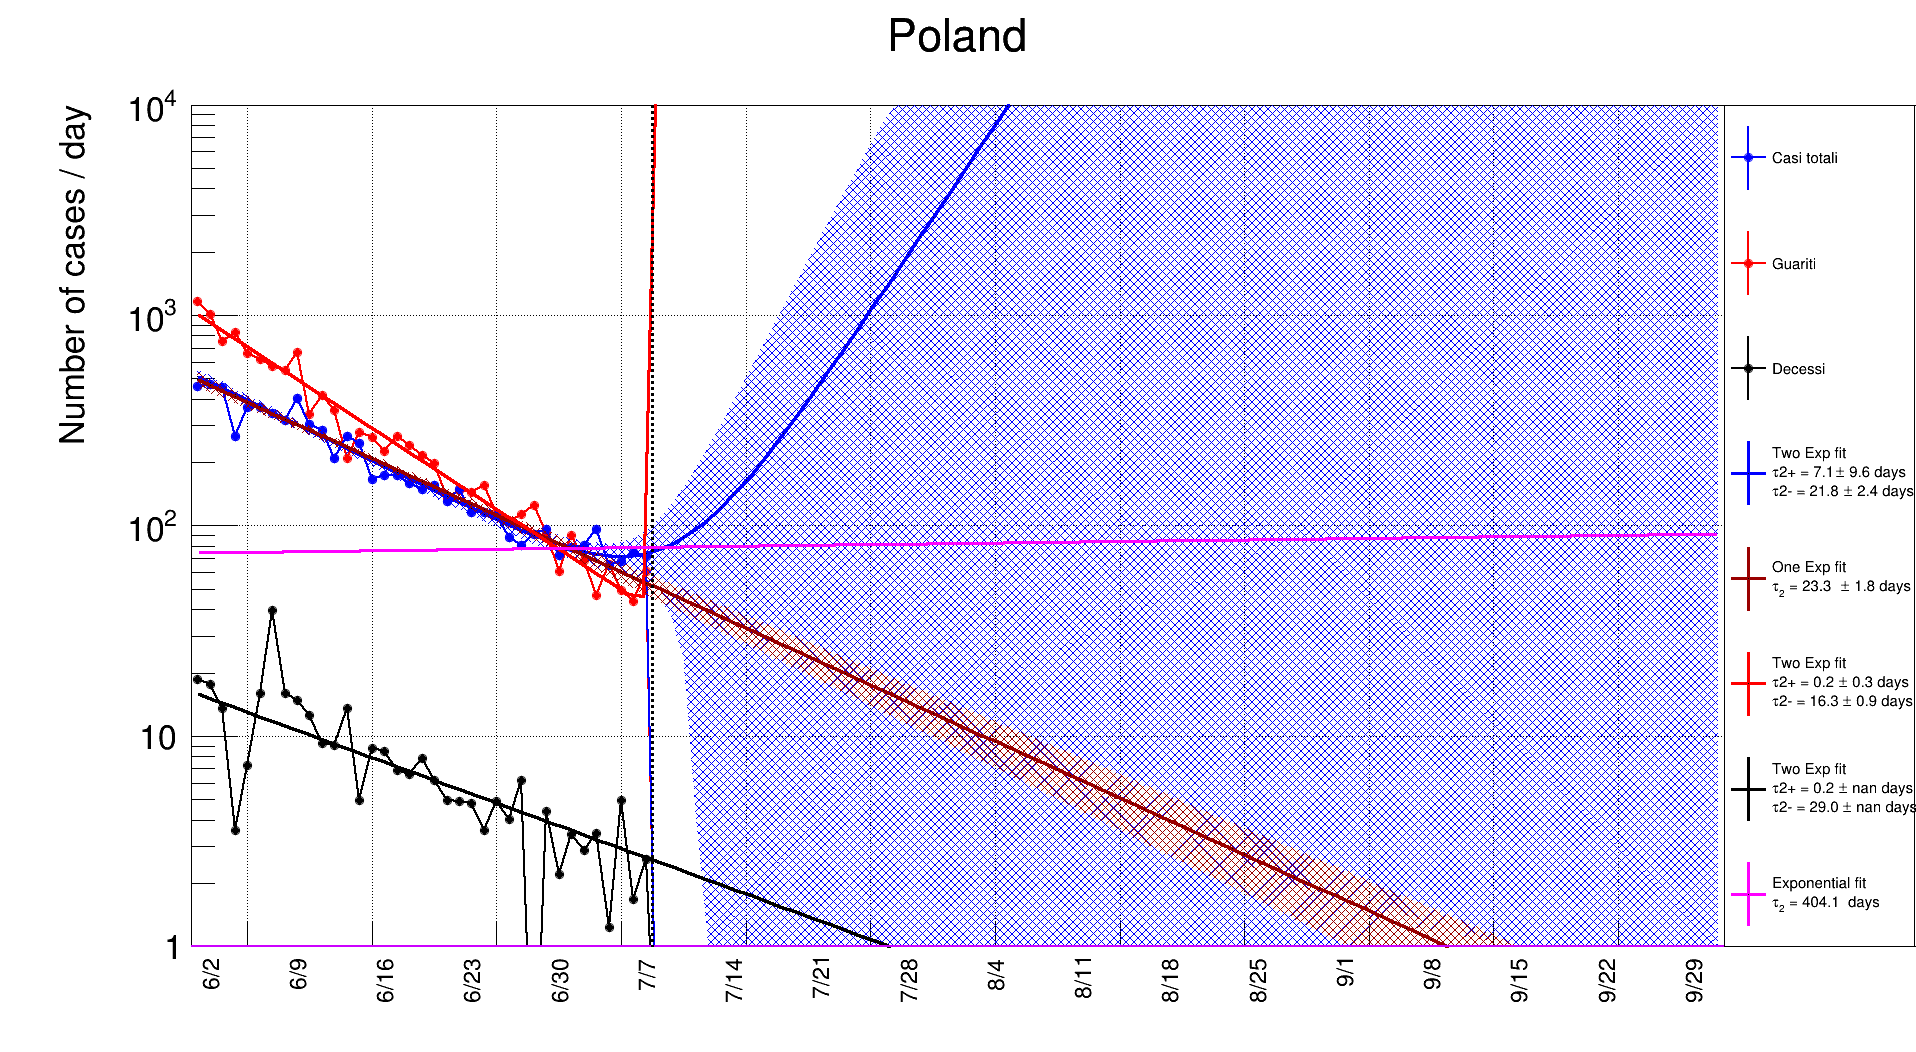 Poland
Number of cases / day
10^4
10^3
10^2
10
1
6/2
6/9
6/16
6/23
6/30
7/7
7/14
7/21
7/28
8/4
8/11
8/18
8/25
9/1
9/8
9/15
9/22
9/29
Casi totali
Guariti
Decessi
Two Exp fit
τ2+ = 7.1 ± 9.6 days
τ2- = 21.8 ± 2.4 days
One Exp fit
τ₂ = 23.3 ± 1.8 days
Two Exp fit
τ2+ = 0.2 ± 0.3 days
τ2- = 16.3 ± 0.9 days
Two Exp fit
τ2+ = 0.2 ± nan days
τ2- = 29.0 ± nan days
Exponential fit
τ₂ = 404.1 days